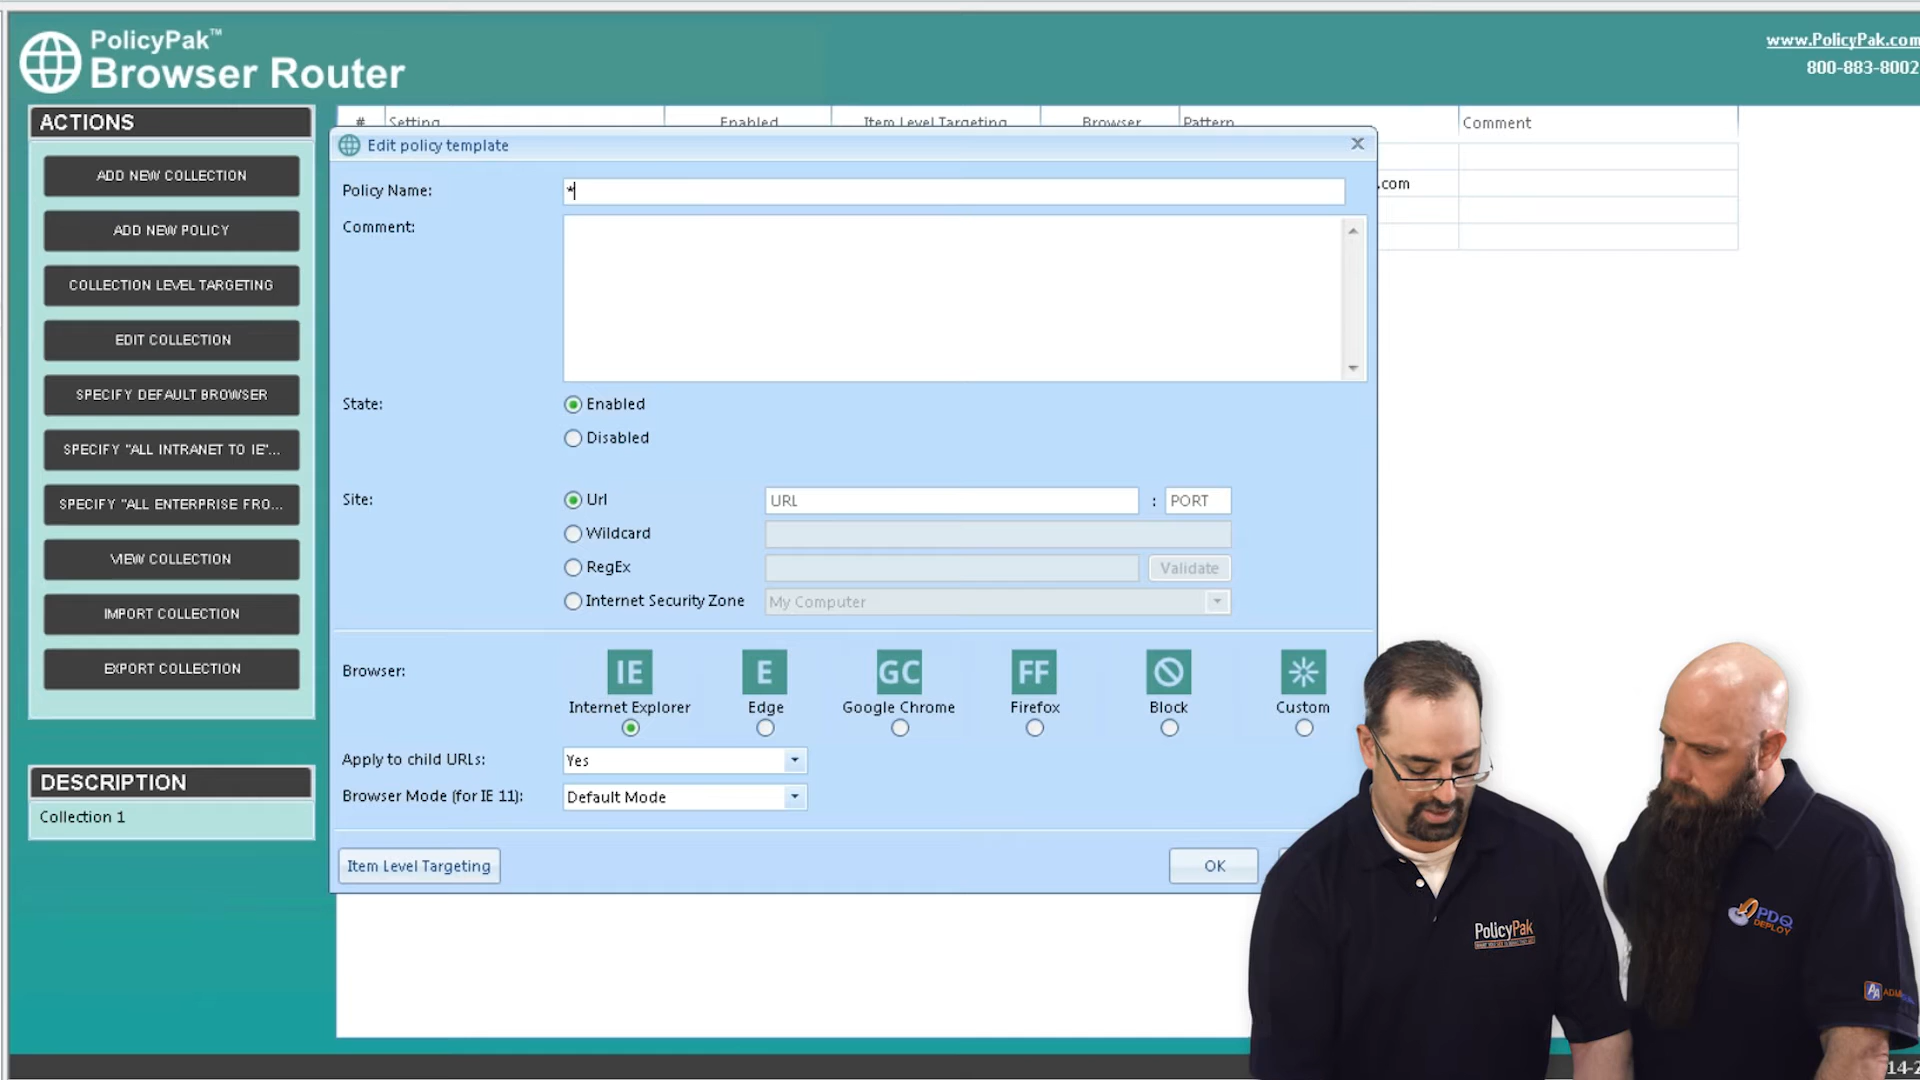 PolicyPak™
Browser Router
www.PolicyPak.com
800-883-8002
ACTIONS
ADD NEW COLLECTION
ADD NEW POLICY
COLLECTION LEVEL TARGETING
EDIT COLLECTION
SPECIFY DEFAULT BROWSER
SPECIFY "ALL INTRANET TO IE"...
SPECIFY "ALL ENTERPRISE FRO...
VIEW COLLECTION
IMPORT COLLECTION
EXPORT COLLECTION
DESCRIPTION
Collection 1
# Setting Enabled Item Level Targeting Browser Pattern Comment
.com
Edit policy template
Policy Name: *
Comment:
State: Enabled
Disabled
Site: Url URL : PORT
Wildcard
RegEx Validate
Internet Security Zone My Computer
Browser: IE E GC FF
Internet Explorer Edge Google Chrome Firefox Block Custom
Apply to child URLs: Yes
Browser Mode (for IE 11): Default Mode
Item Level Targeting OK
PolicyPak
PDQ
DEPLOY